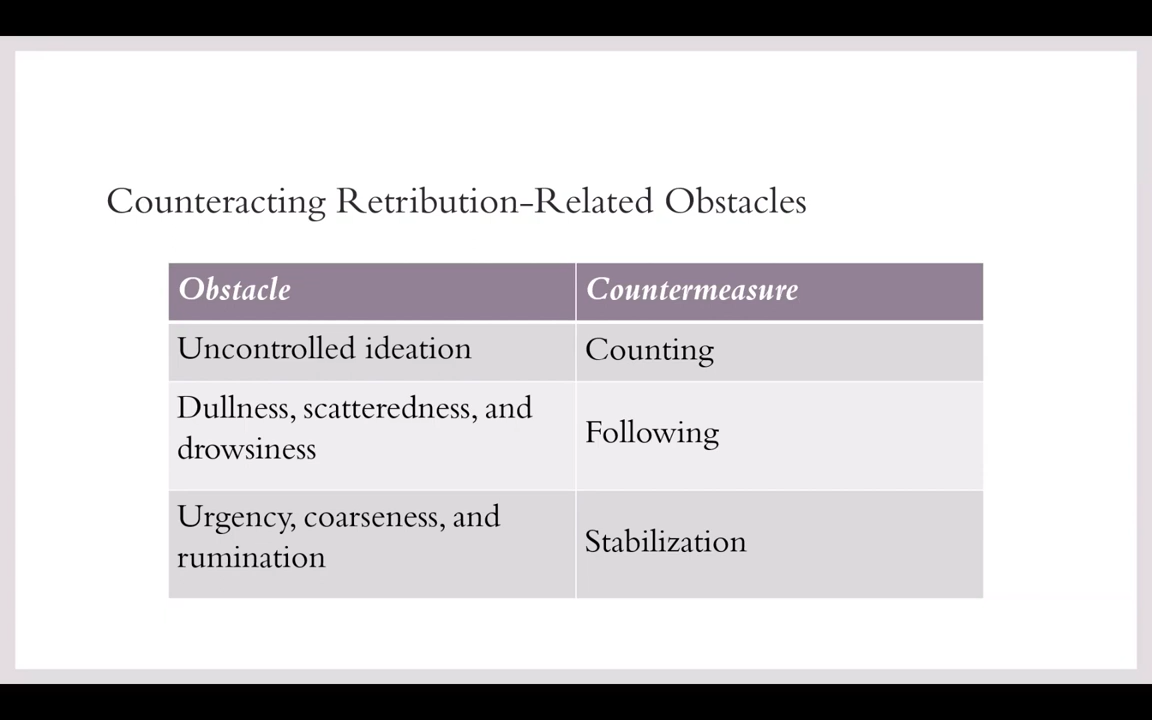 Counteracting Retribution-Related Obstacles
Obstacle
Countermeasure
Uncontrolled ideation
Counting
Dullness, scatteredness, and
drowsiness
Following
Urgency, coarseness, and
rumination
Stabilization